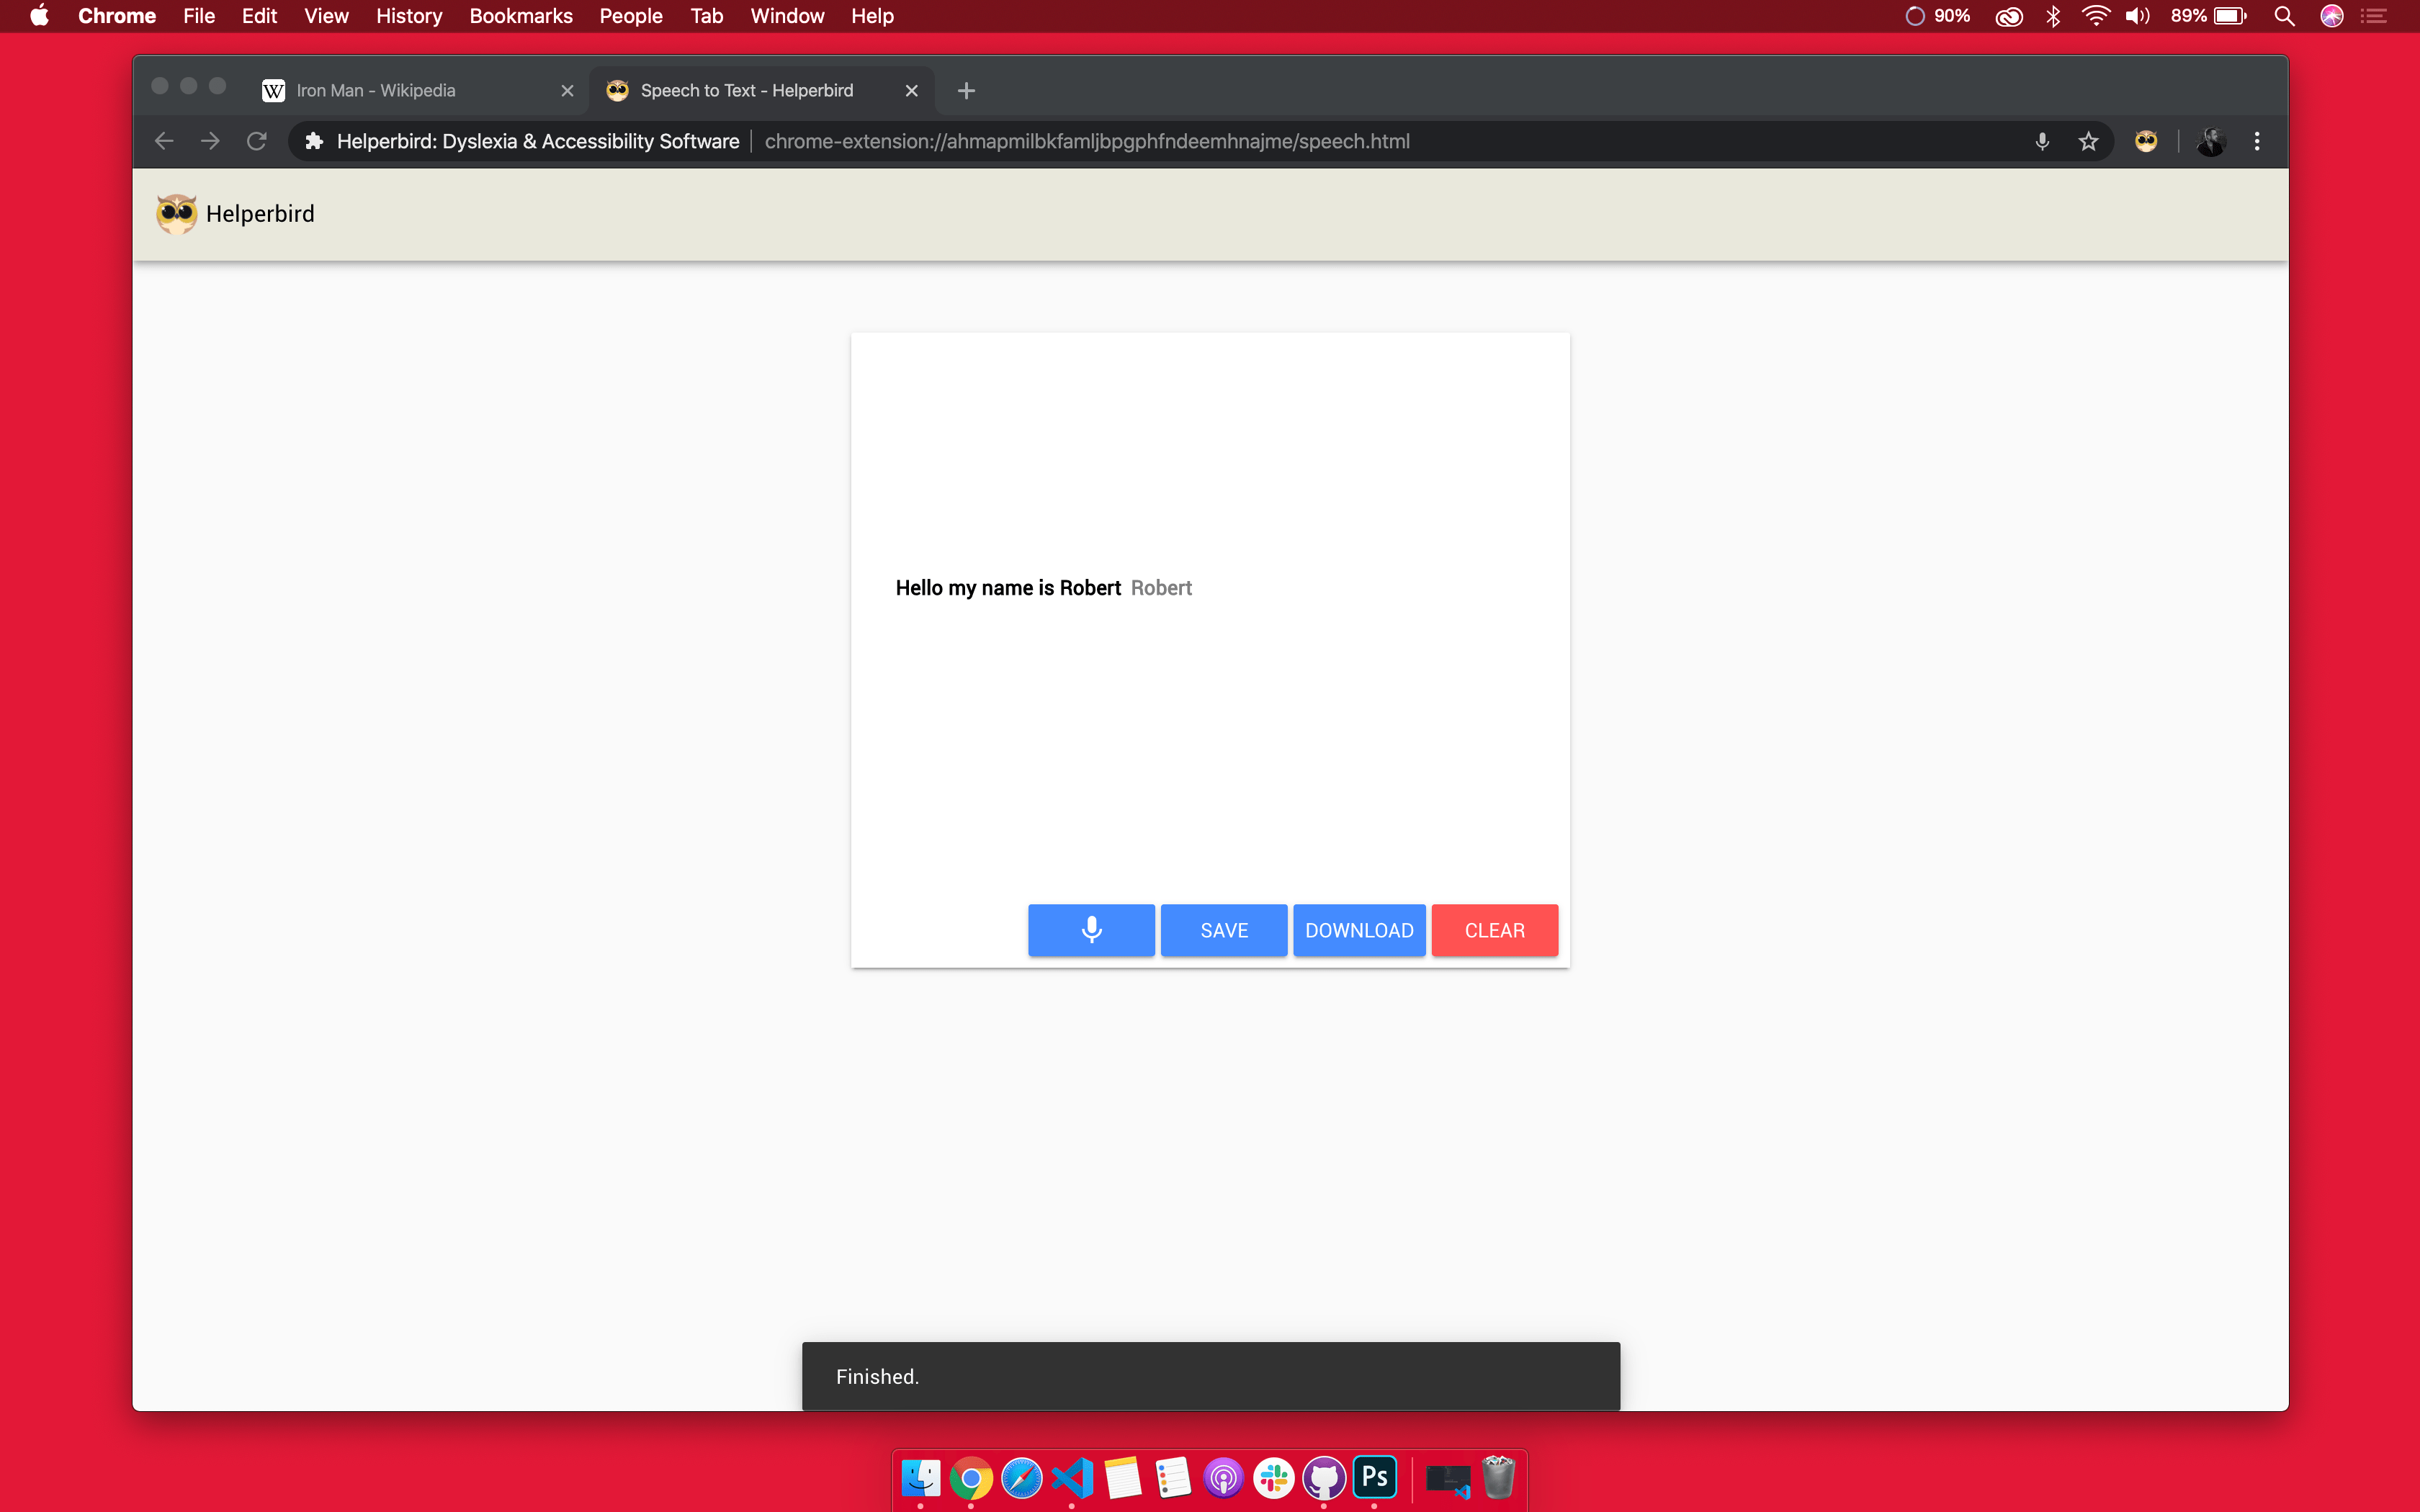 Chrome File Edit View History Bookmarks People Tab Window Help 90% 89%
Iron Man - Wikipedia Speech to Text - Helperbird
Helperbird: Dyslexia & Accessibility Software chrome-extension://ahmapmilbkfamljbpgphfndeemhnajme/speech.html
Helperbird
Hello my name is Robert Robert
SAVE DOWNLOAD CLEAR
Finished.
Ps